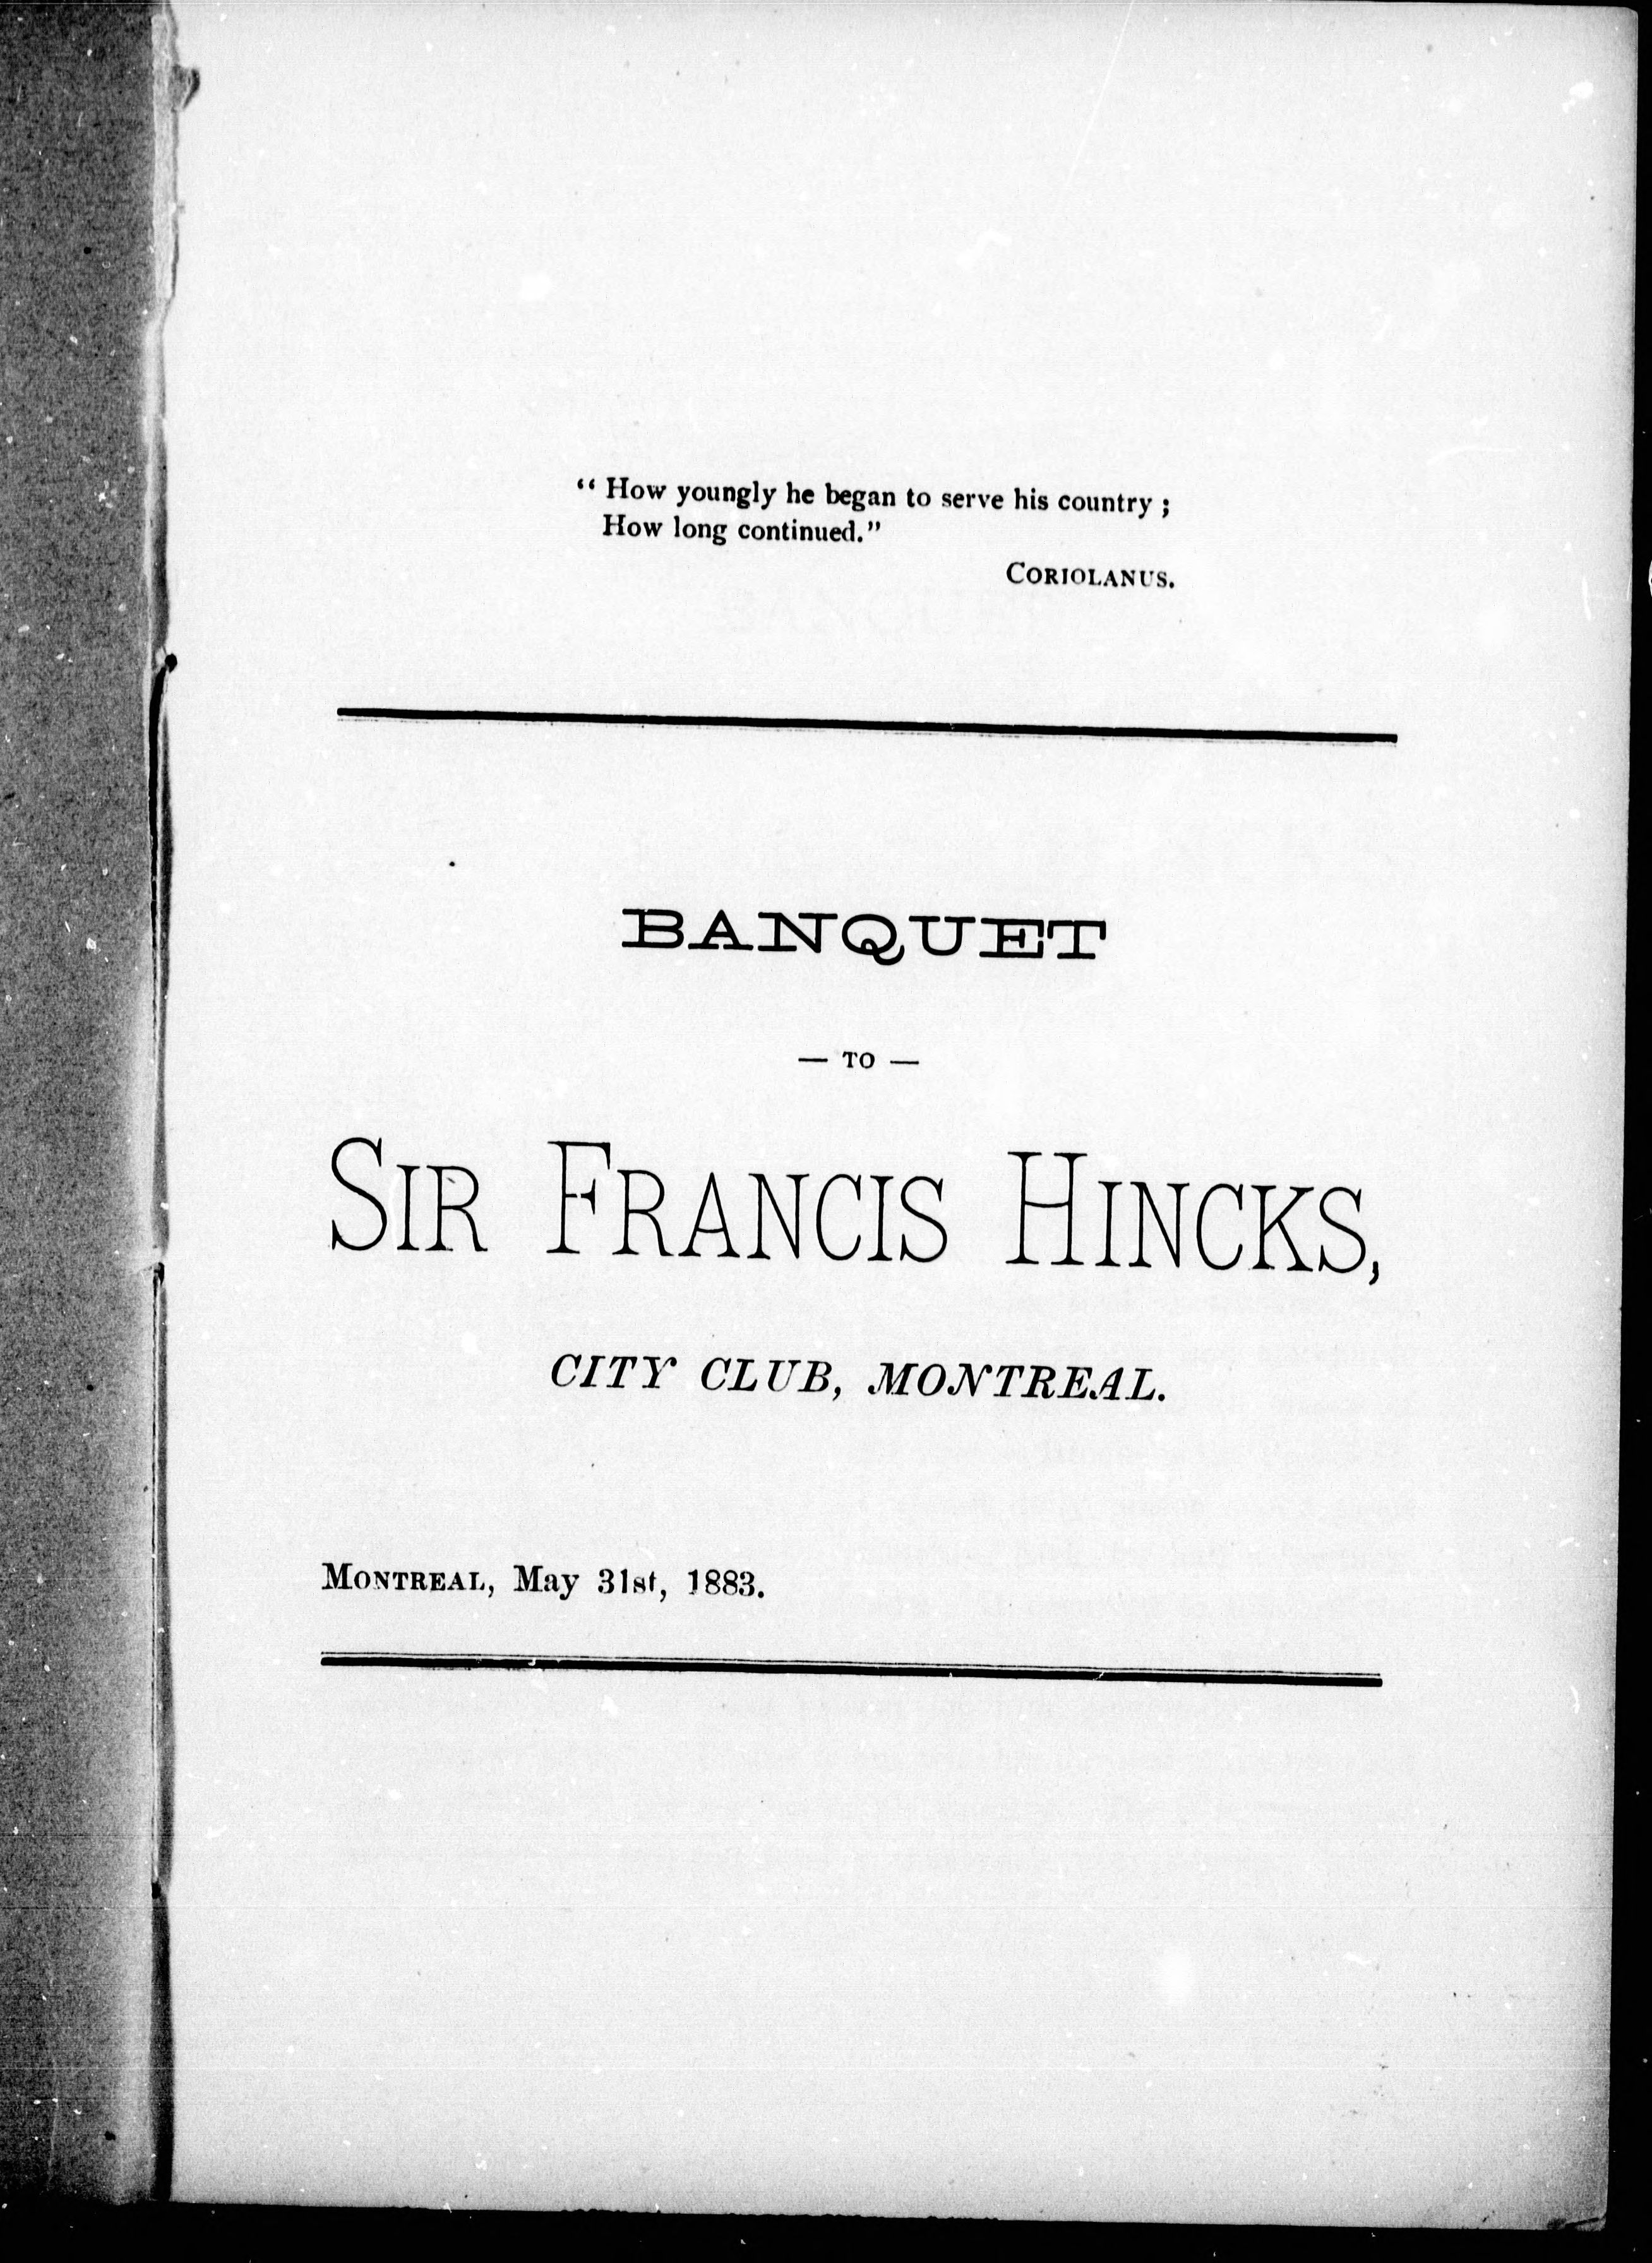 “ How youngly he began to serve his country ;
How long continued.”
CORIOLANUS.
BANQUET
— TO —
SIR FRANCIS HINCKS,
CITY CLUB, MONTREAL.
MONTREAL, May 31st, 1883.